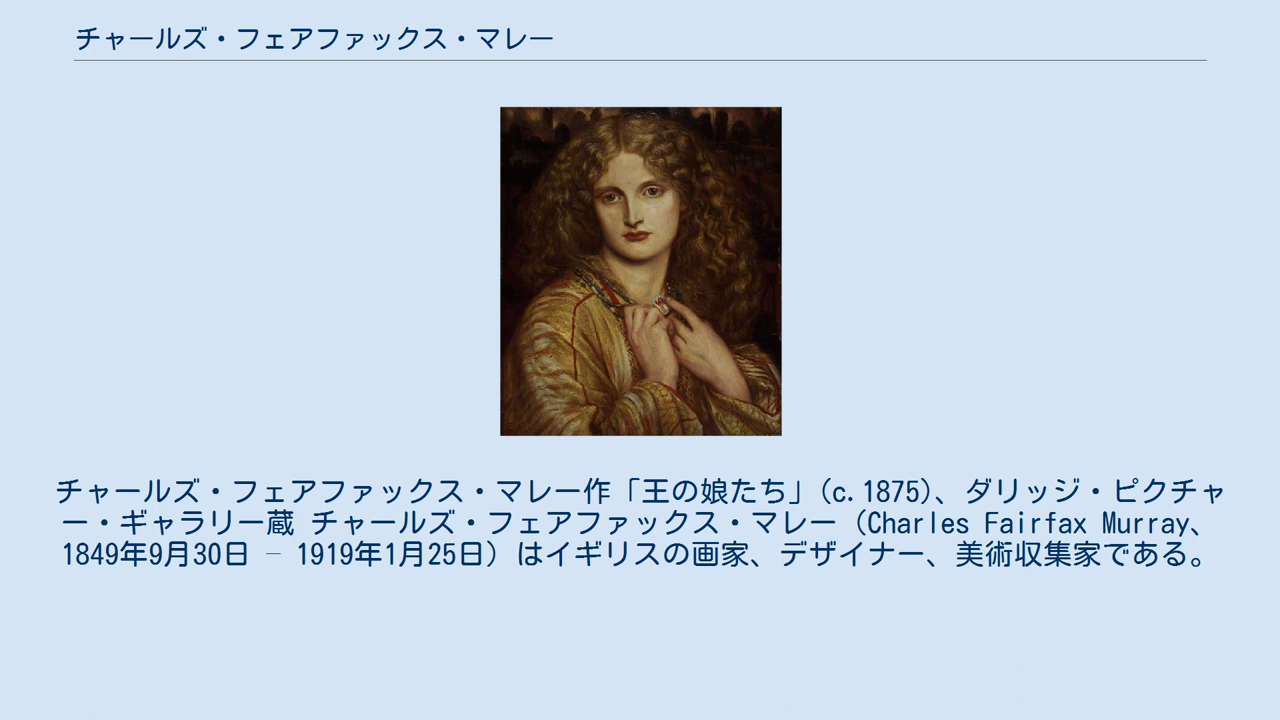 チャールズ・フェアファックス・マレー
チャールズ・フェアファックス・マレー作「王の娘たち」(c.1875)、ダリッジ・ピクチャ
ー・ギャラリー蔵 チャールズ・フェアファックス・マレー（Charles Fairfax Murray、
1849年9月30日 – 1919年1月25日）はイギリスの画家、デザイナー、美術収集家である。